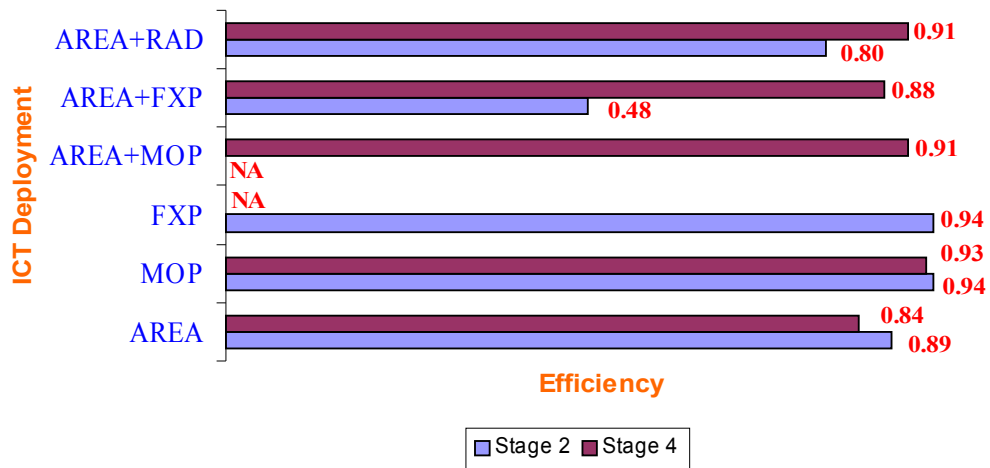 AREA+RAD
0.91
0.80
AREA+FXP
0.88
0.48
AREA+MOP
0.91
NA
FXP
NA
0.94
MOP
0.93
0.94
AREA
0.84
0.89
ICT Deployment
Efficiency
Stage 2 Stage 4